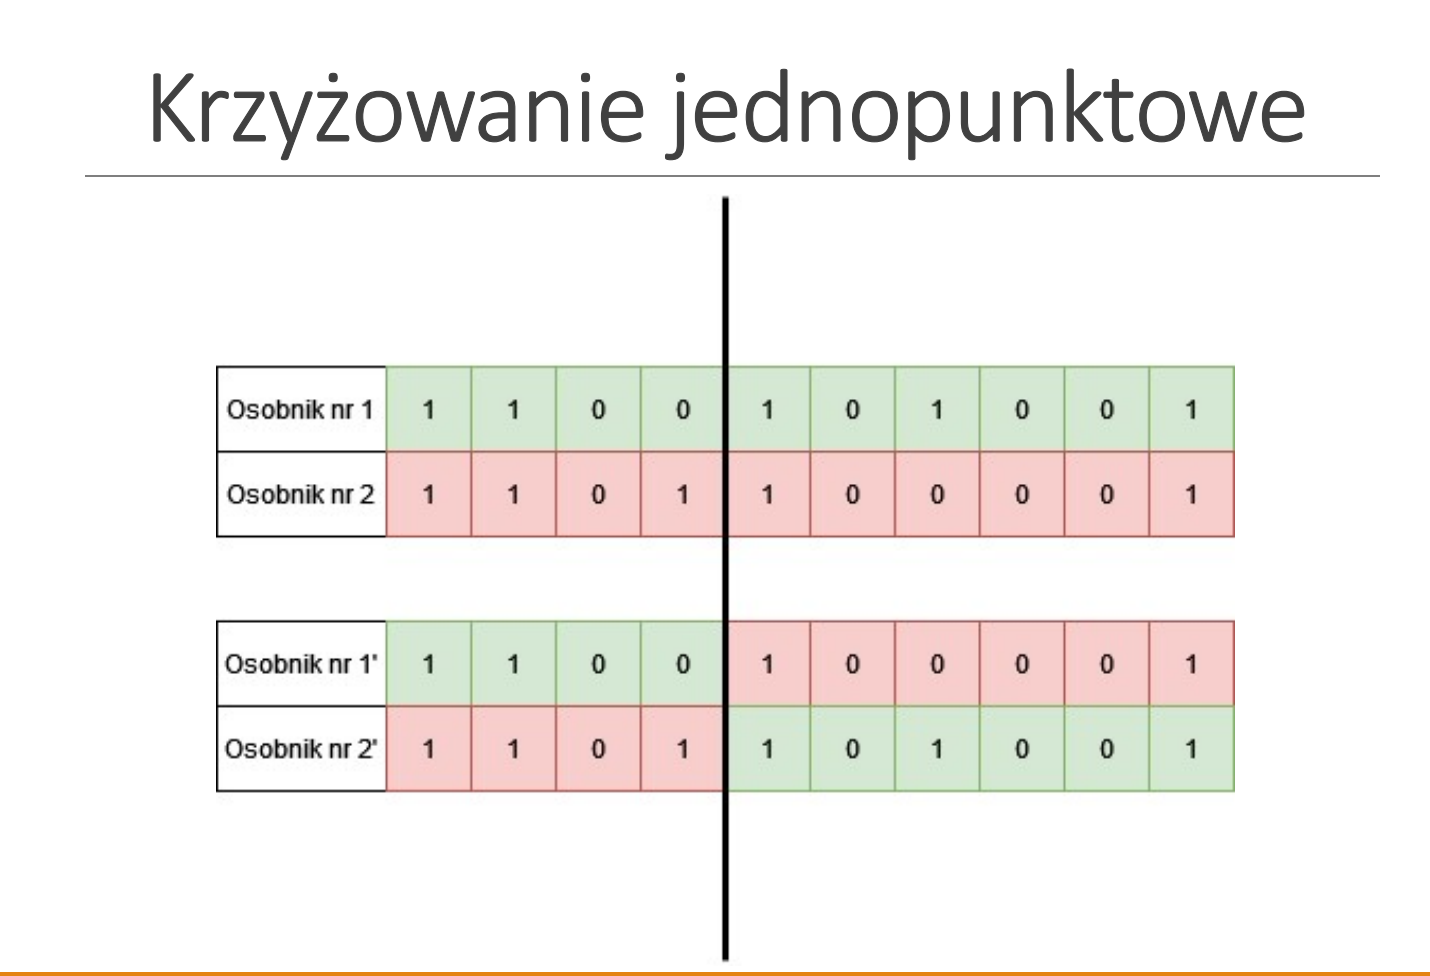 Krzyżowanie jednopunktowe
Osobnik nr 1 1 1 0 0 1 0 1 0 0 1
Osobnik nr 2 1 1 0 1 1 0 0 0 0 1
Osobnik nr 1' 1 1 0 0 1 0 0 0 0 1
Osobnik nr 2' 1 1 0 1 1 0 1 0 0 1